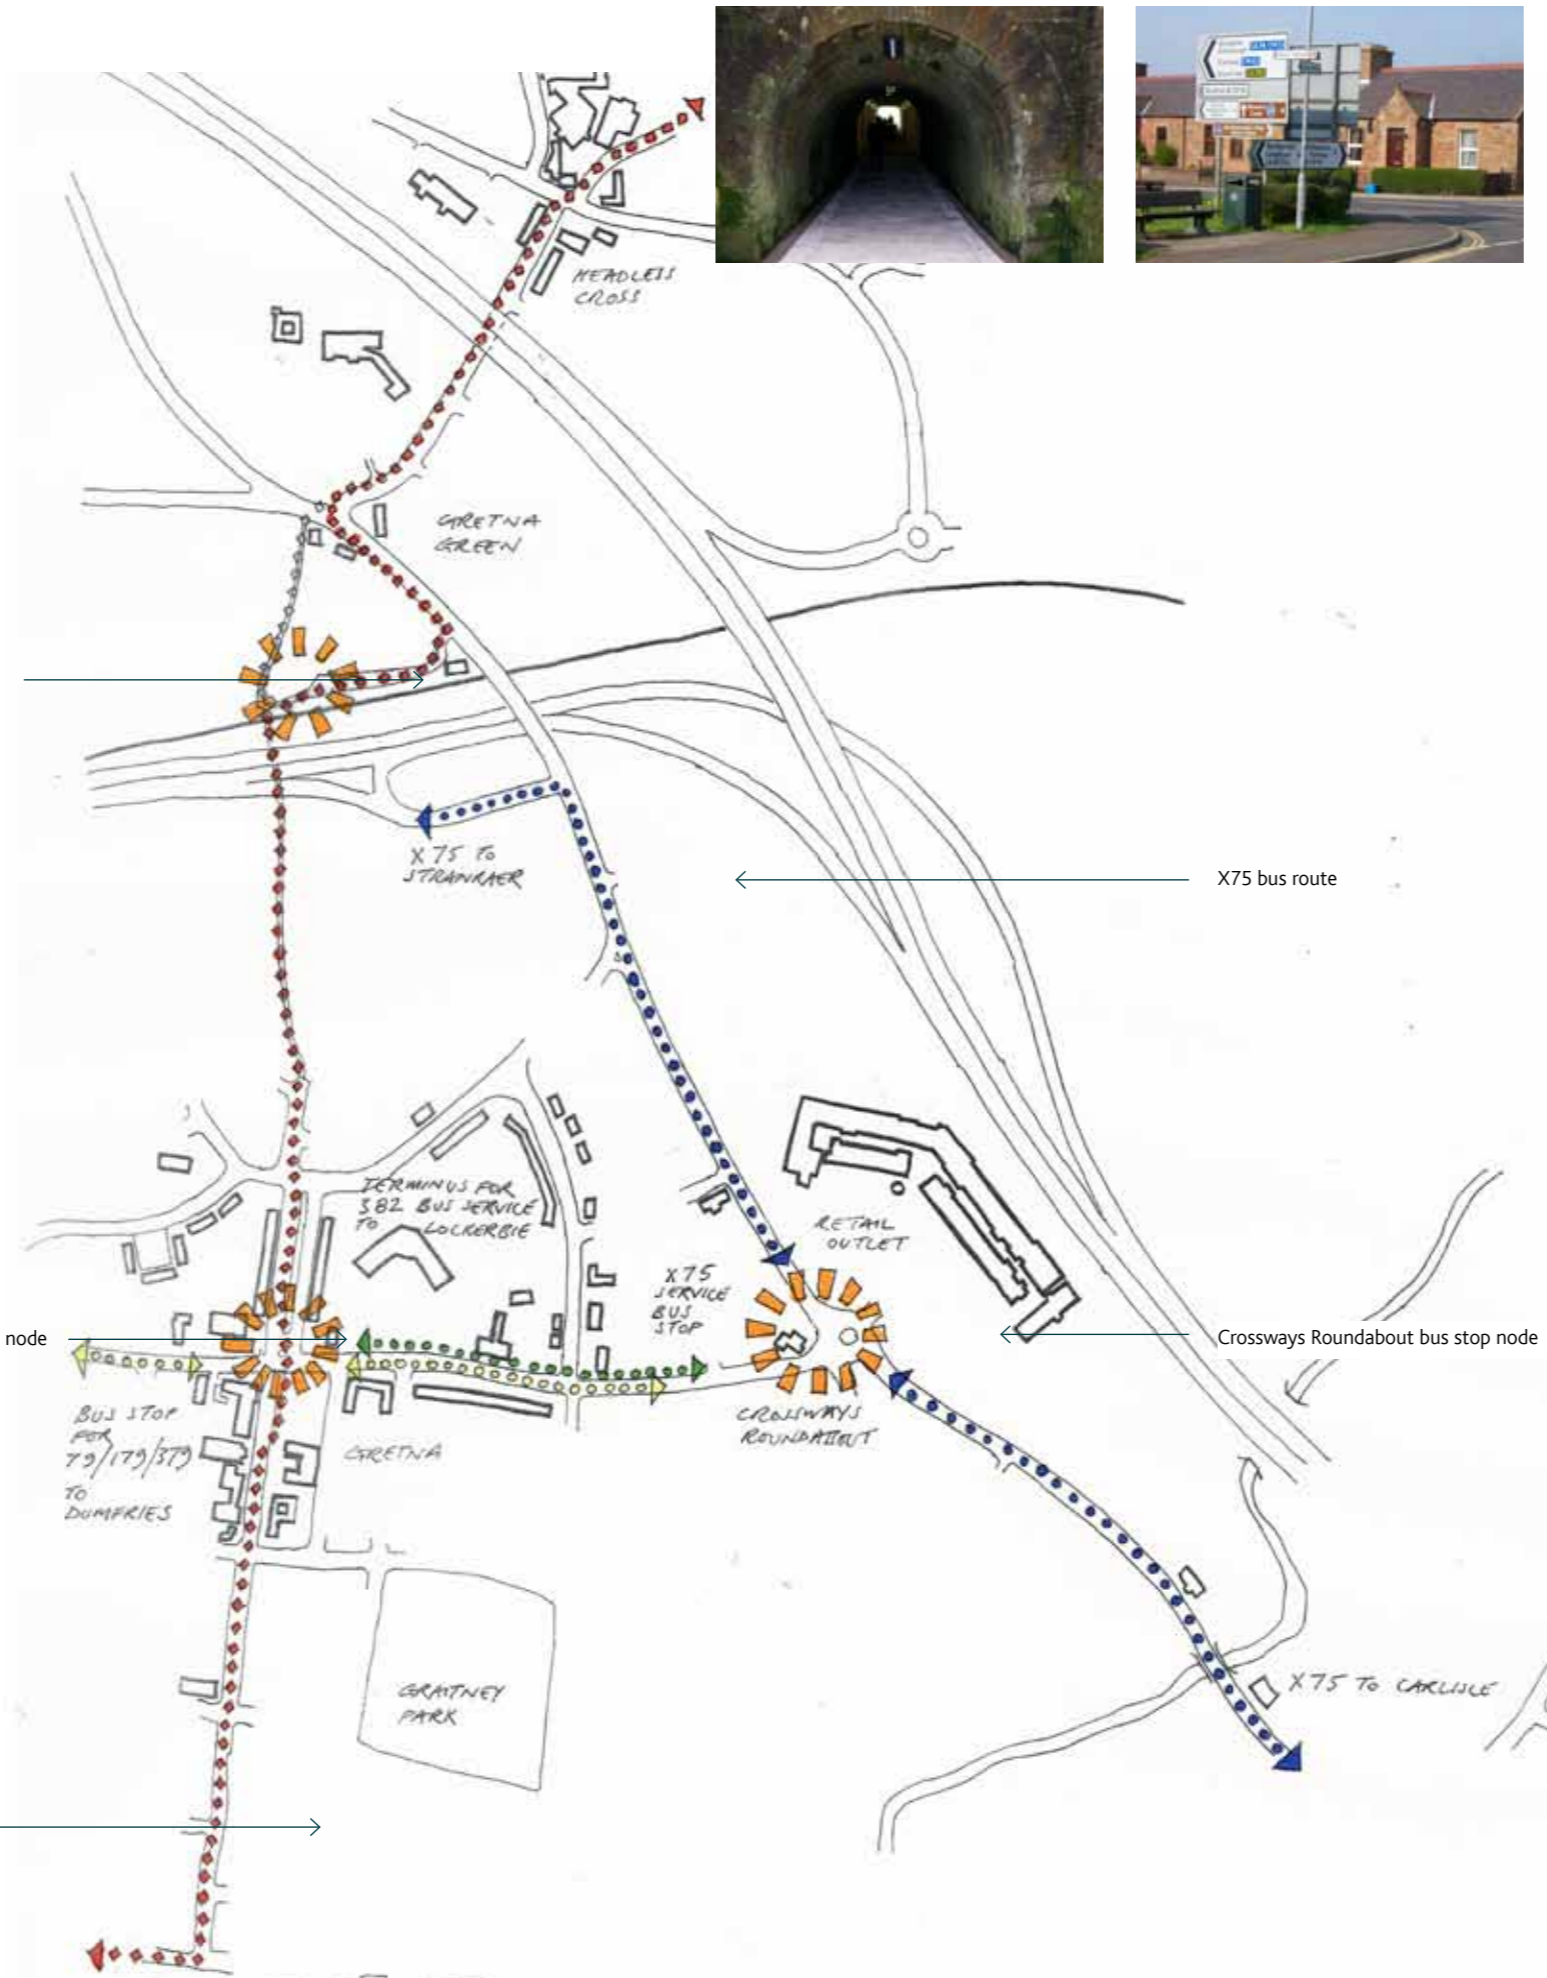 HEADLESS
CROSS
GRETNA
GREEN
X75 TO
STRANRAER
X75 bus route
TERMINUS FOR
382 BUS SERVICE
TO LOCKERBIE
RETAIL
OUTLET
X75
SERVICE
BUS
STOP
node
Crossways Roundabout bus stop node
BUS STOP
FOR
79/179/379
TO
DUMFRIES
GRETNA
CROSSWAYS
ROUNDABOUT
GRAITNEY
PARK
X75 TO CARLISLE